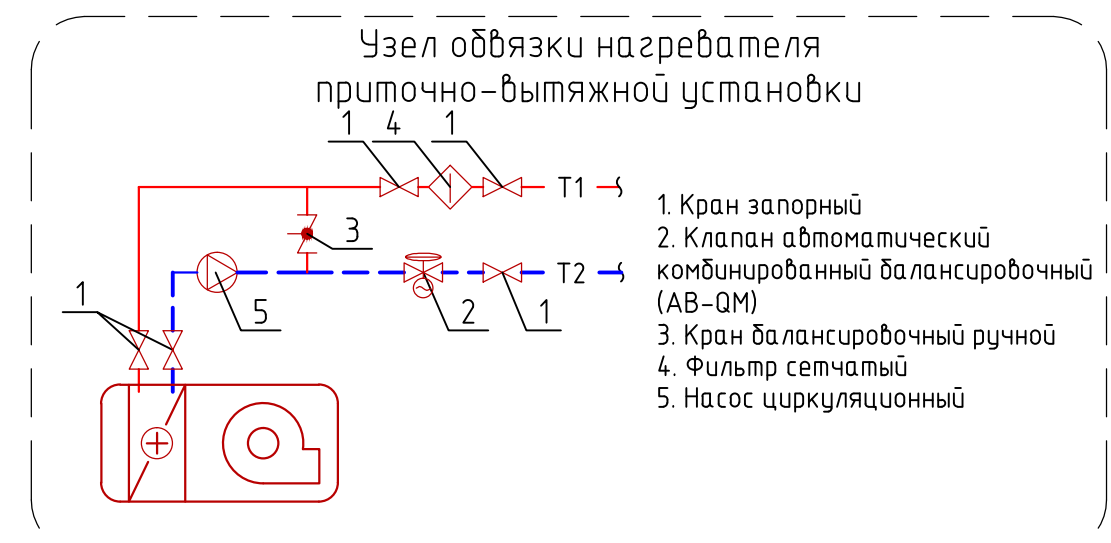 Узел обвязки нагревателя
приточно-вытяжной установки
1 4 1
T1
3
T2
1
5
2
1
1. Кран запорный
2. Клапан автоматический
комбинированный балансировочный
(AB-QM)
3. Кран балансировочный ручной
4. Фильтр сетчатый
5. Насос циркуляционный